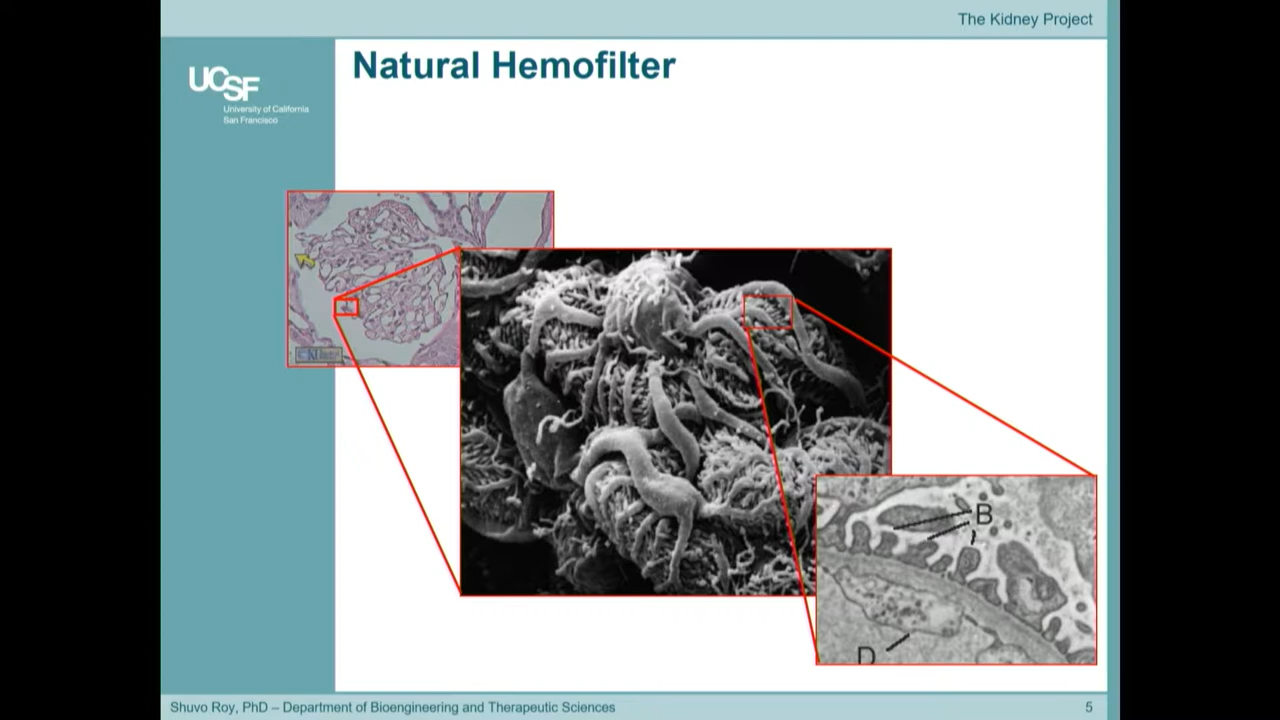 The Kidney Project
Natural Hemofilter
UCSF
University of California
San Francisco
B
D
Shuvo Roy, PhD – Department of Bioengineering and Therapeutic Sciences
5